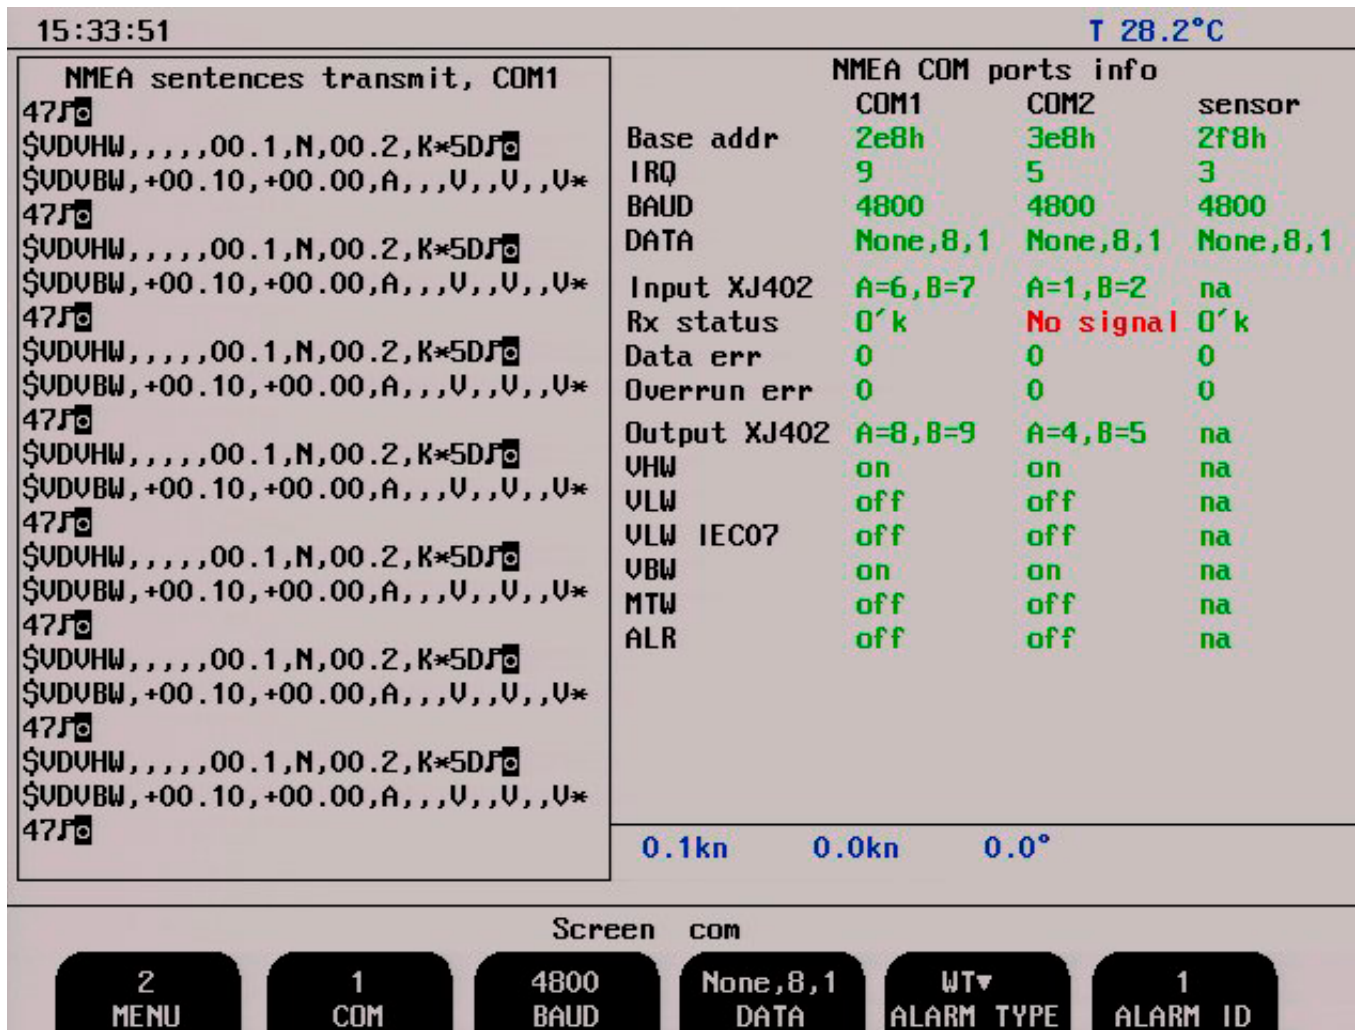 15:33:51
T 28.2°C
NMEA sentences transmit, COM1
47♪◙
$VDVHW,,,,,00.1,N,00.2,K*5D♪◙
$VDVBW,+00.10,+00.00,A,,,V,,V,,V*
47♪◙
$VDVHW,,,,,00.1,N,00.2,K*5D♪◙
$VDVBW,+00.10,+00.00,A,,,V,,V,,V*
47♪◙
$VDVHW,,,,,00.1,N,00.2,K*5D♪◙
$VDVBW,+00.10,+00.00,A,,,V,,V,,V*
47♪◙
$VDVHW,,,,,00.1,N,00.2,K*5D♪◙
$VDVBW,+00.10,+00.00,A,,,V,,V,,V*
47♪◙
$VDVHW,,,,,00.1,N,00.2,K*5D♪◙
$VDVBW,+00.10,+00.00,A,,,V,,V,,V*
47♪◙
$VDVHW,,,,,00.1,N,00.2,K*5D♪◙
$VDVBW,+00.10,+00.00,A,,,V,,V,,V*
47♪◙
$VDVHW,,,,,00.1,N,00.2,K*5D♪◙
$VDVBW,+00.10,+00.00,A,,,V,,V,,V*
47♪◙
NMEA COM ports info
COM1 COM2 sensor
Base addr 2e8h 3e8h 2f8h
IRQ 9 5 3
BAUD 4800 4800 4800
DATA None,8,1 None,8,1 None,8,1
Input XJ402 A=6,B=7 A=1,B=2 na
Rx status O´k No signal O´k
Data err 0 0 0
Overrun err 0 0 0
Output XJ402 A=8,B=9 A=4,B=5 na
VHW on on na
VLW off off na
VLW IEC07 off off na
VBW on on na
MTW off off na
ALR off off na
0.1kn 0.0kn 0.0°
Screen com
2 1 4800 None,8,1 WT▼ 1
MENU COM BAUD DATA ALARM TYPE ALARM ID